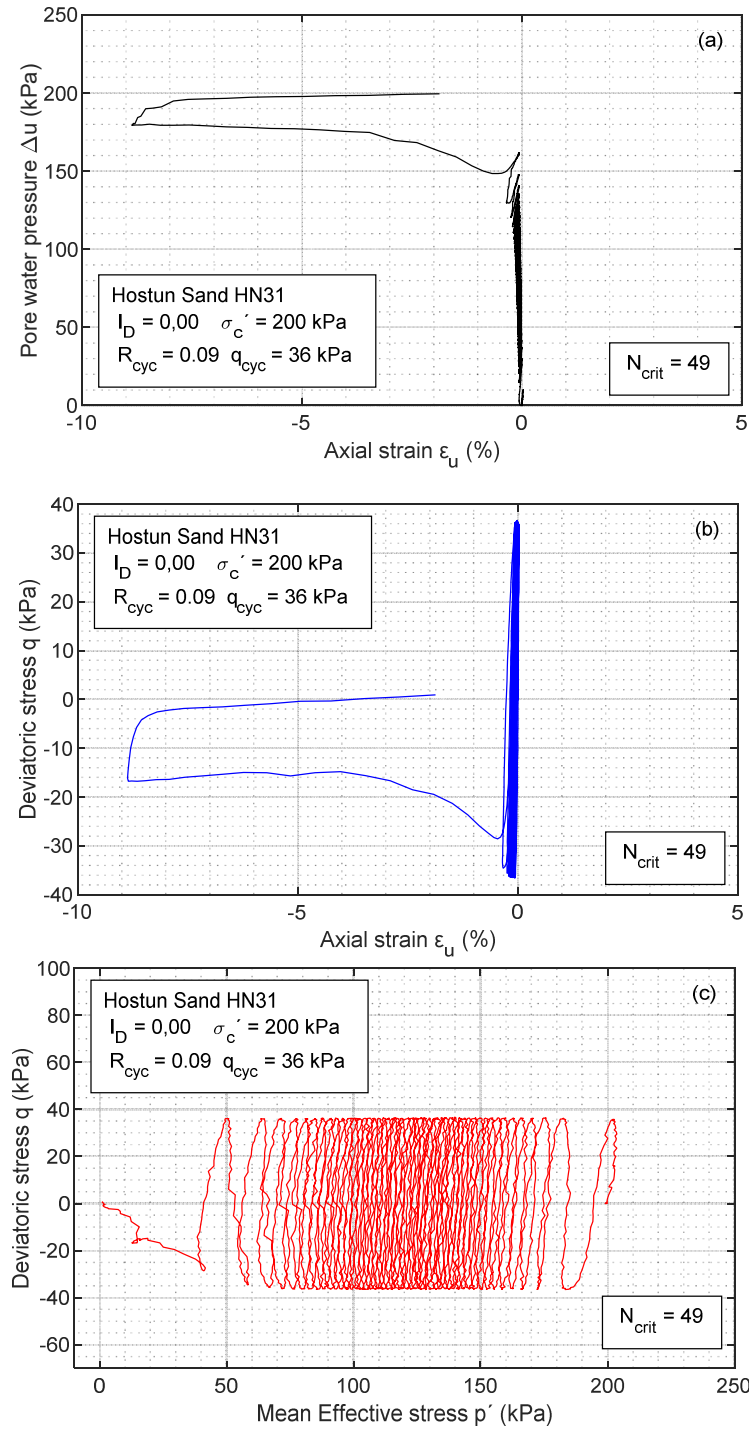 250
(a)
200
150
100
50
0
Pore water pressure Δu (kPa)
Hostun Sand HN31
I_D = 0,00 σ_c´ = 200 kPa
R_cyc = 0.09 q_cyc = 36 kPa
N_crit = 49
-10 -5 0 5
Axial strain ε_u (%)
40
(b)
30
20
10
0
-10
-20
-30
-40
Deviatoric stress q (kPa)
Hostun Sand HN31
I_D = 0,00 σ_c´ = 200 kPa
R_cyc = 0.09 q_cyc = 36 kPa
N_crit = 49
-10 -5 0 5
Axial strain ε_u (%)
100
(c)
80
60
40
20
0
-20
-40
-60
Deviatoric stress q (kPa)
Hostun Sand HN31
I_D = 0,00 σ_c´ = 200 kPa
R_cyc = 0.09 q_cyc = 36 kPa
N_crit = 49
0 50 100 150 200 250
Mean Effective stress p´ (kPa)